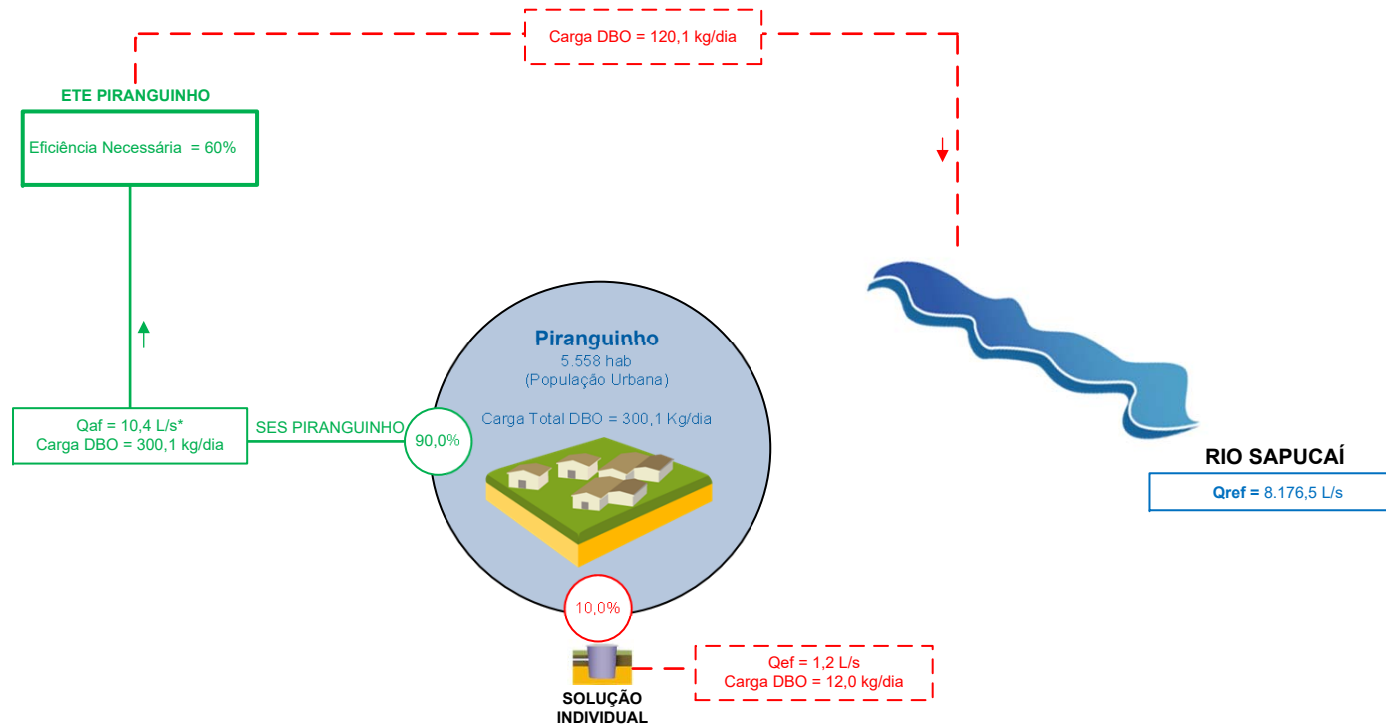 Carga DBO = 120,1 kg/dia
ETE PIRANGUINHO
Eficiência Necessária = 60%
Piranguinho
5.558 hab
(População Urbana)
Carga Total DBO = 300,1 Kg/dia
Qaf = 10,4 L/s*
Carga DBO = 300,1 kg/dia
SES PIRANGUINHO
90,0%
RIO SAPUCAÍ
Qref = 8.176,5 L/s
10,0%
Qef = 1,2 L/s
Carga DBO = 12,0 kg/dia
SOLUÇÃO
INDIVIDUAL